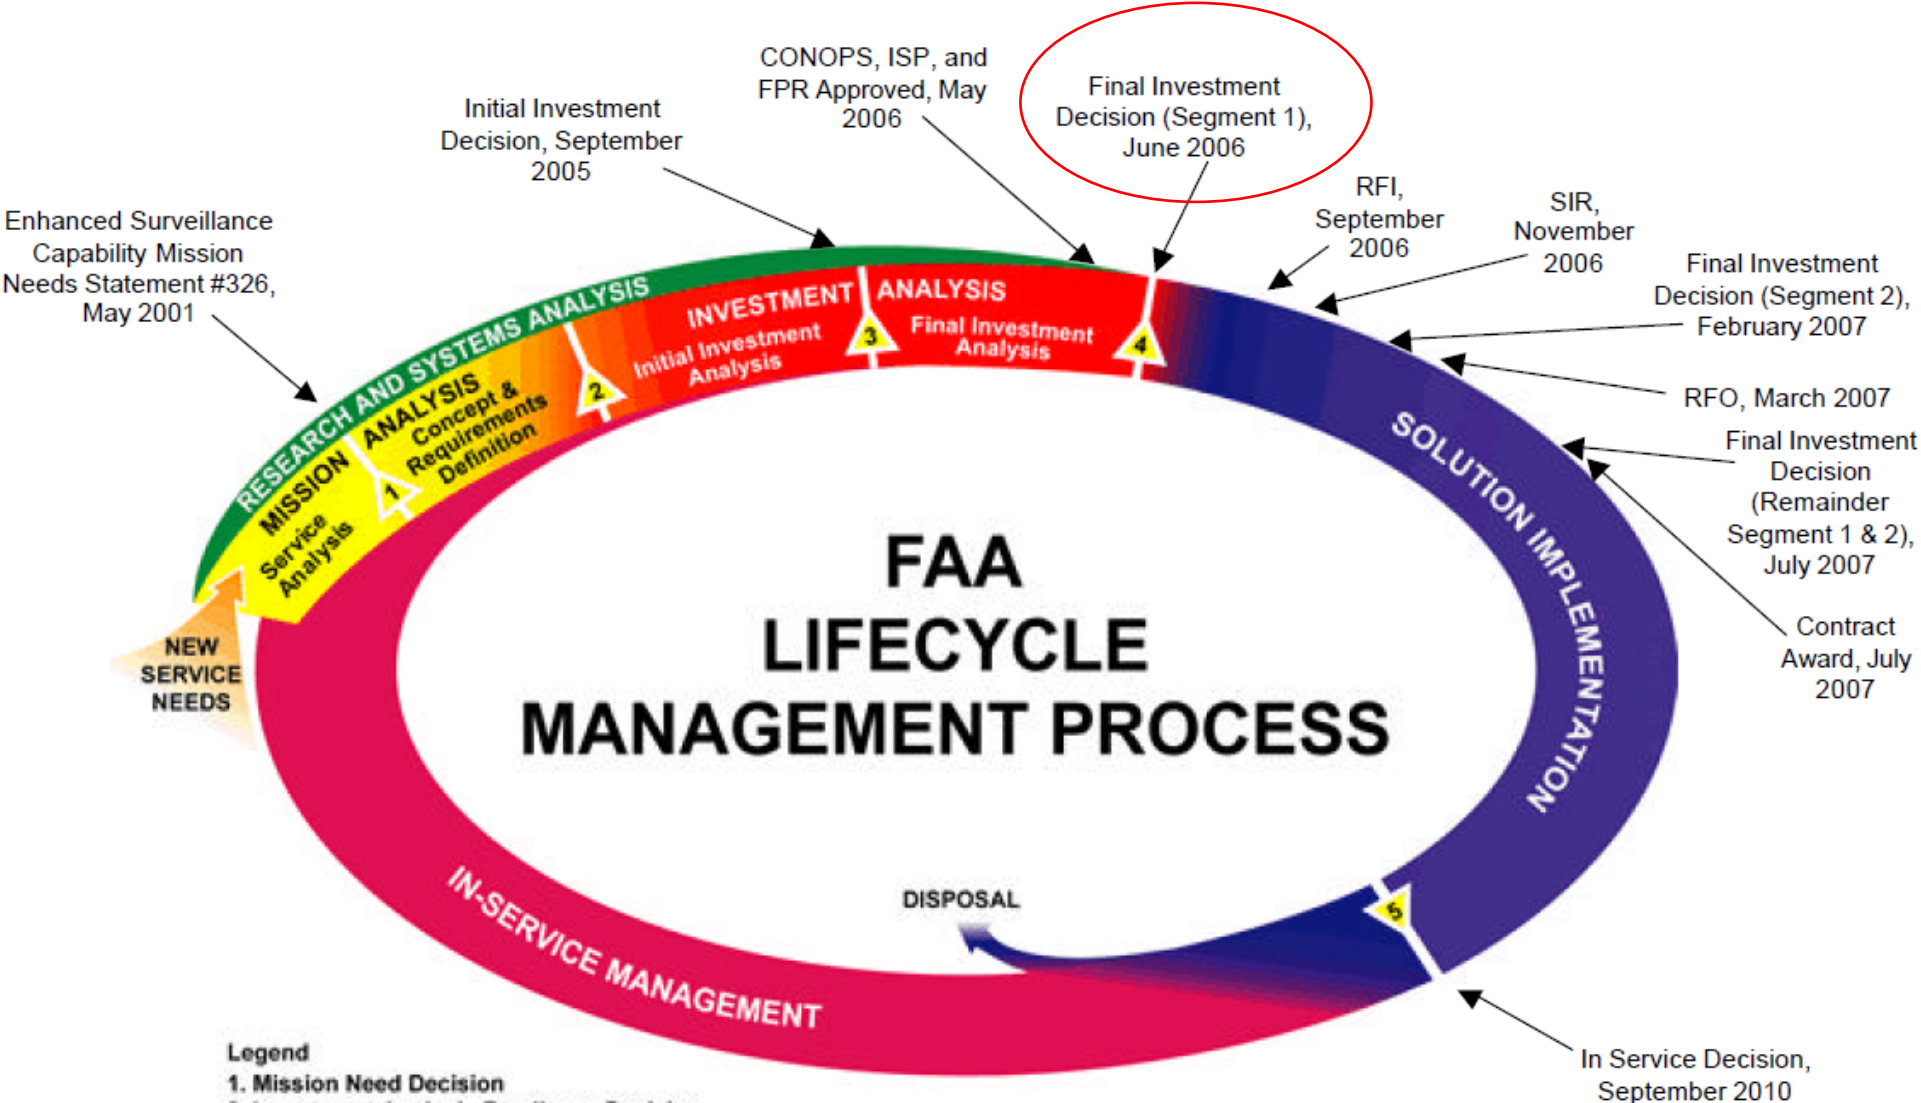 CONOPS, ISP, and
FPR Approved, May
2006
Final Investment
Decision (Segment 1),
June 2006
Initial Investment
Decision, September
2005
RFI,
September
2006
SIR,
November
2006
Enhanced Surveillance
Capability Mission
Needs Statement #326,
May 2001
Final Investment
Decision (Segment 2),
February 2007
RFO, March 2007
Final Investment
Decision
(Remainder
Segment 1 & 2),
July 2007
Contract
Award, July
2007
RESEARCH AND SYSTEMS ANALYSIS
MISSION ANALYSIS
Service
Analysis
1
Concept &
Requirements
Definition
2
INVESTMENT ANALYSIS
Initial Investment
Analysis
3
Final Investment
Analysis
4
SOLUTION IMPLEMENTATION
NEW
SERVICE
NEEDS
FAA
LIFECYCLE
MANAGEMENT PROCESS
DISPOSAL
5
IN-SERVICE MANAGEMENT
In Service Decision,
September 2010
Legend
1. Mission Need Decision